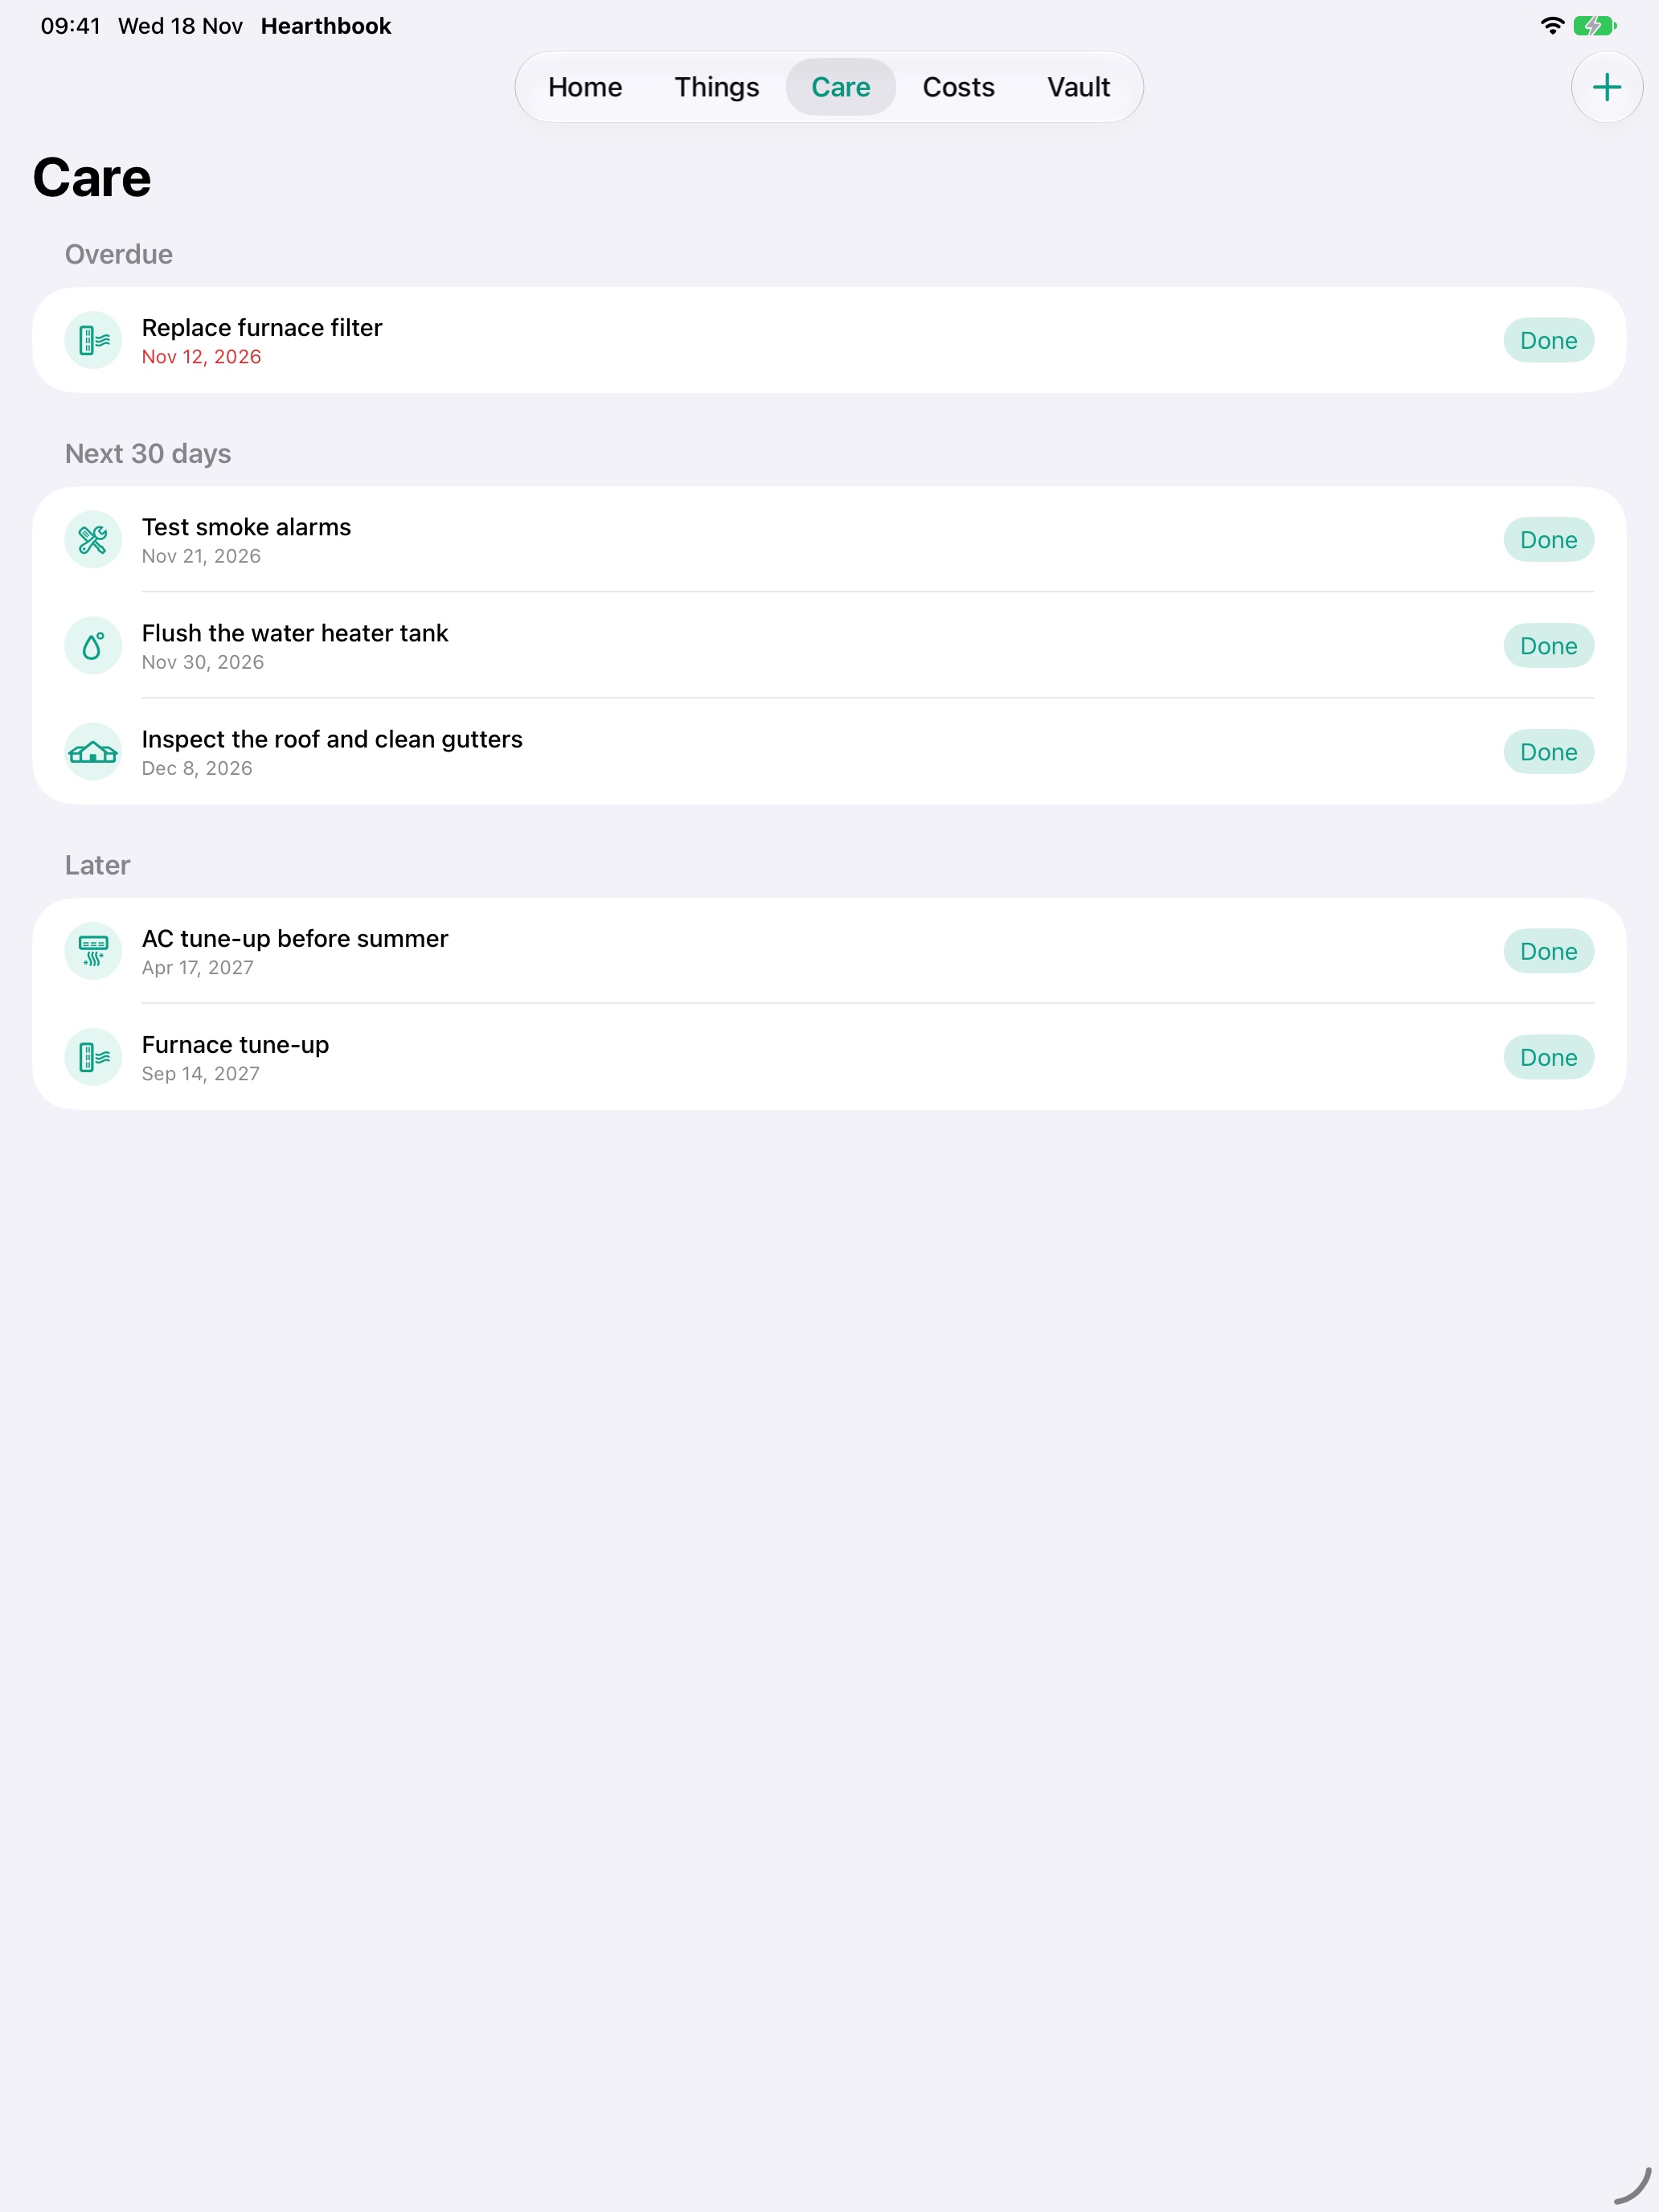 09:41 Wed 18 Nov Hearthbook
Home Things Care Costs Vault
Care
Overdue
Replace furnace filter
Nov 12, 2026
Done
Next 30 days
Test smoke alarms
Nov 21, 2026
Done
Flush the water heater tank
Nov 30, 2026
Done
Inspect the roof and clean gutters
Dec 8, 2026
Done
Later
AC tune-up before summer
Apr 17, 2027
Done
Furnace tune-up
Sep 14, 2027
Done